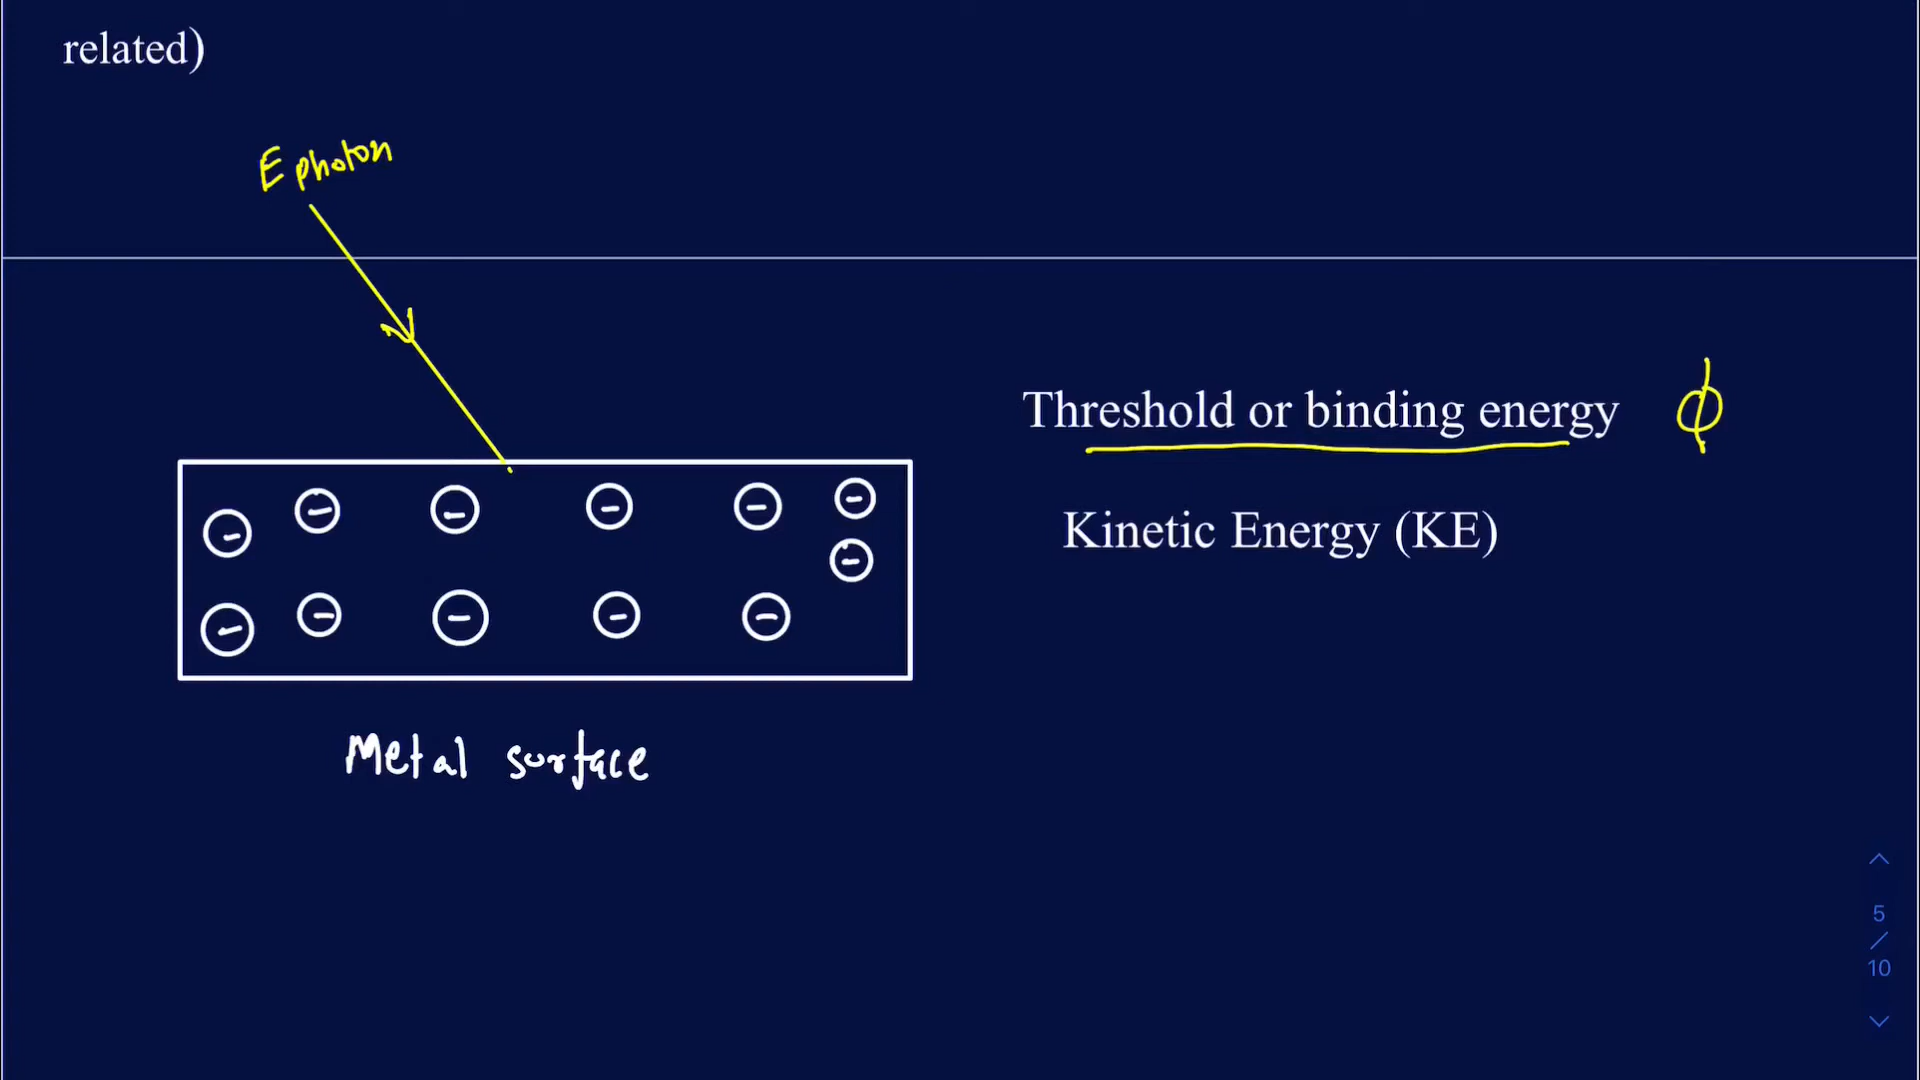 related)
E photon
Threshold or binding energy ϕ
Kinetic Energy (KE)
Metal surface
5
/
10